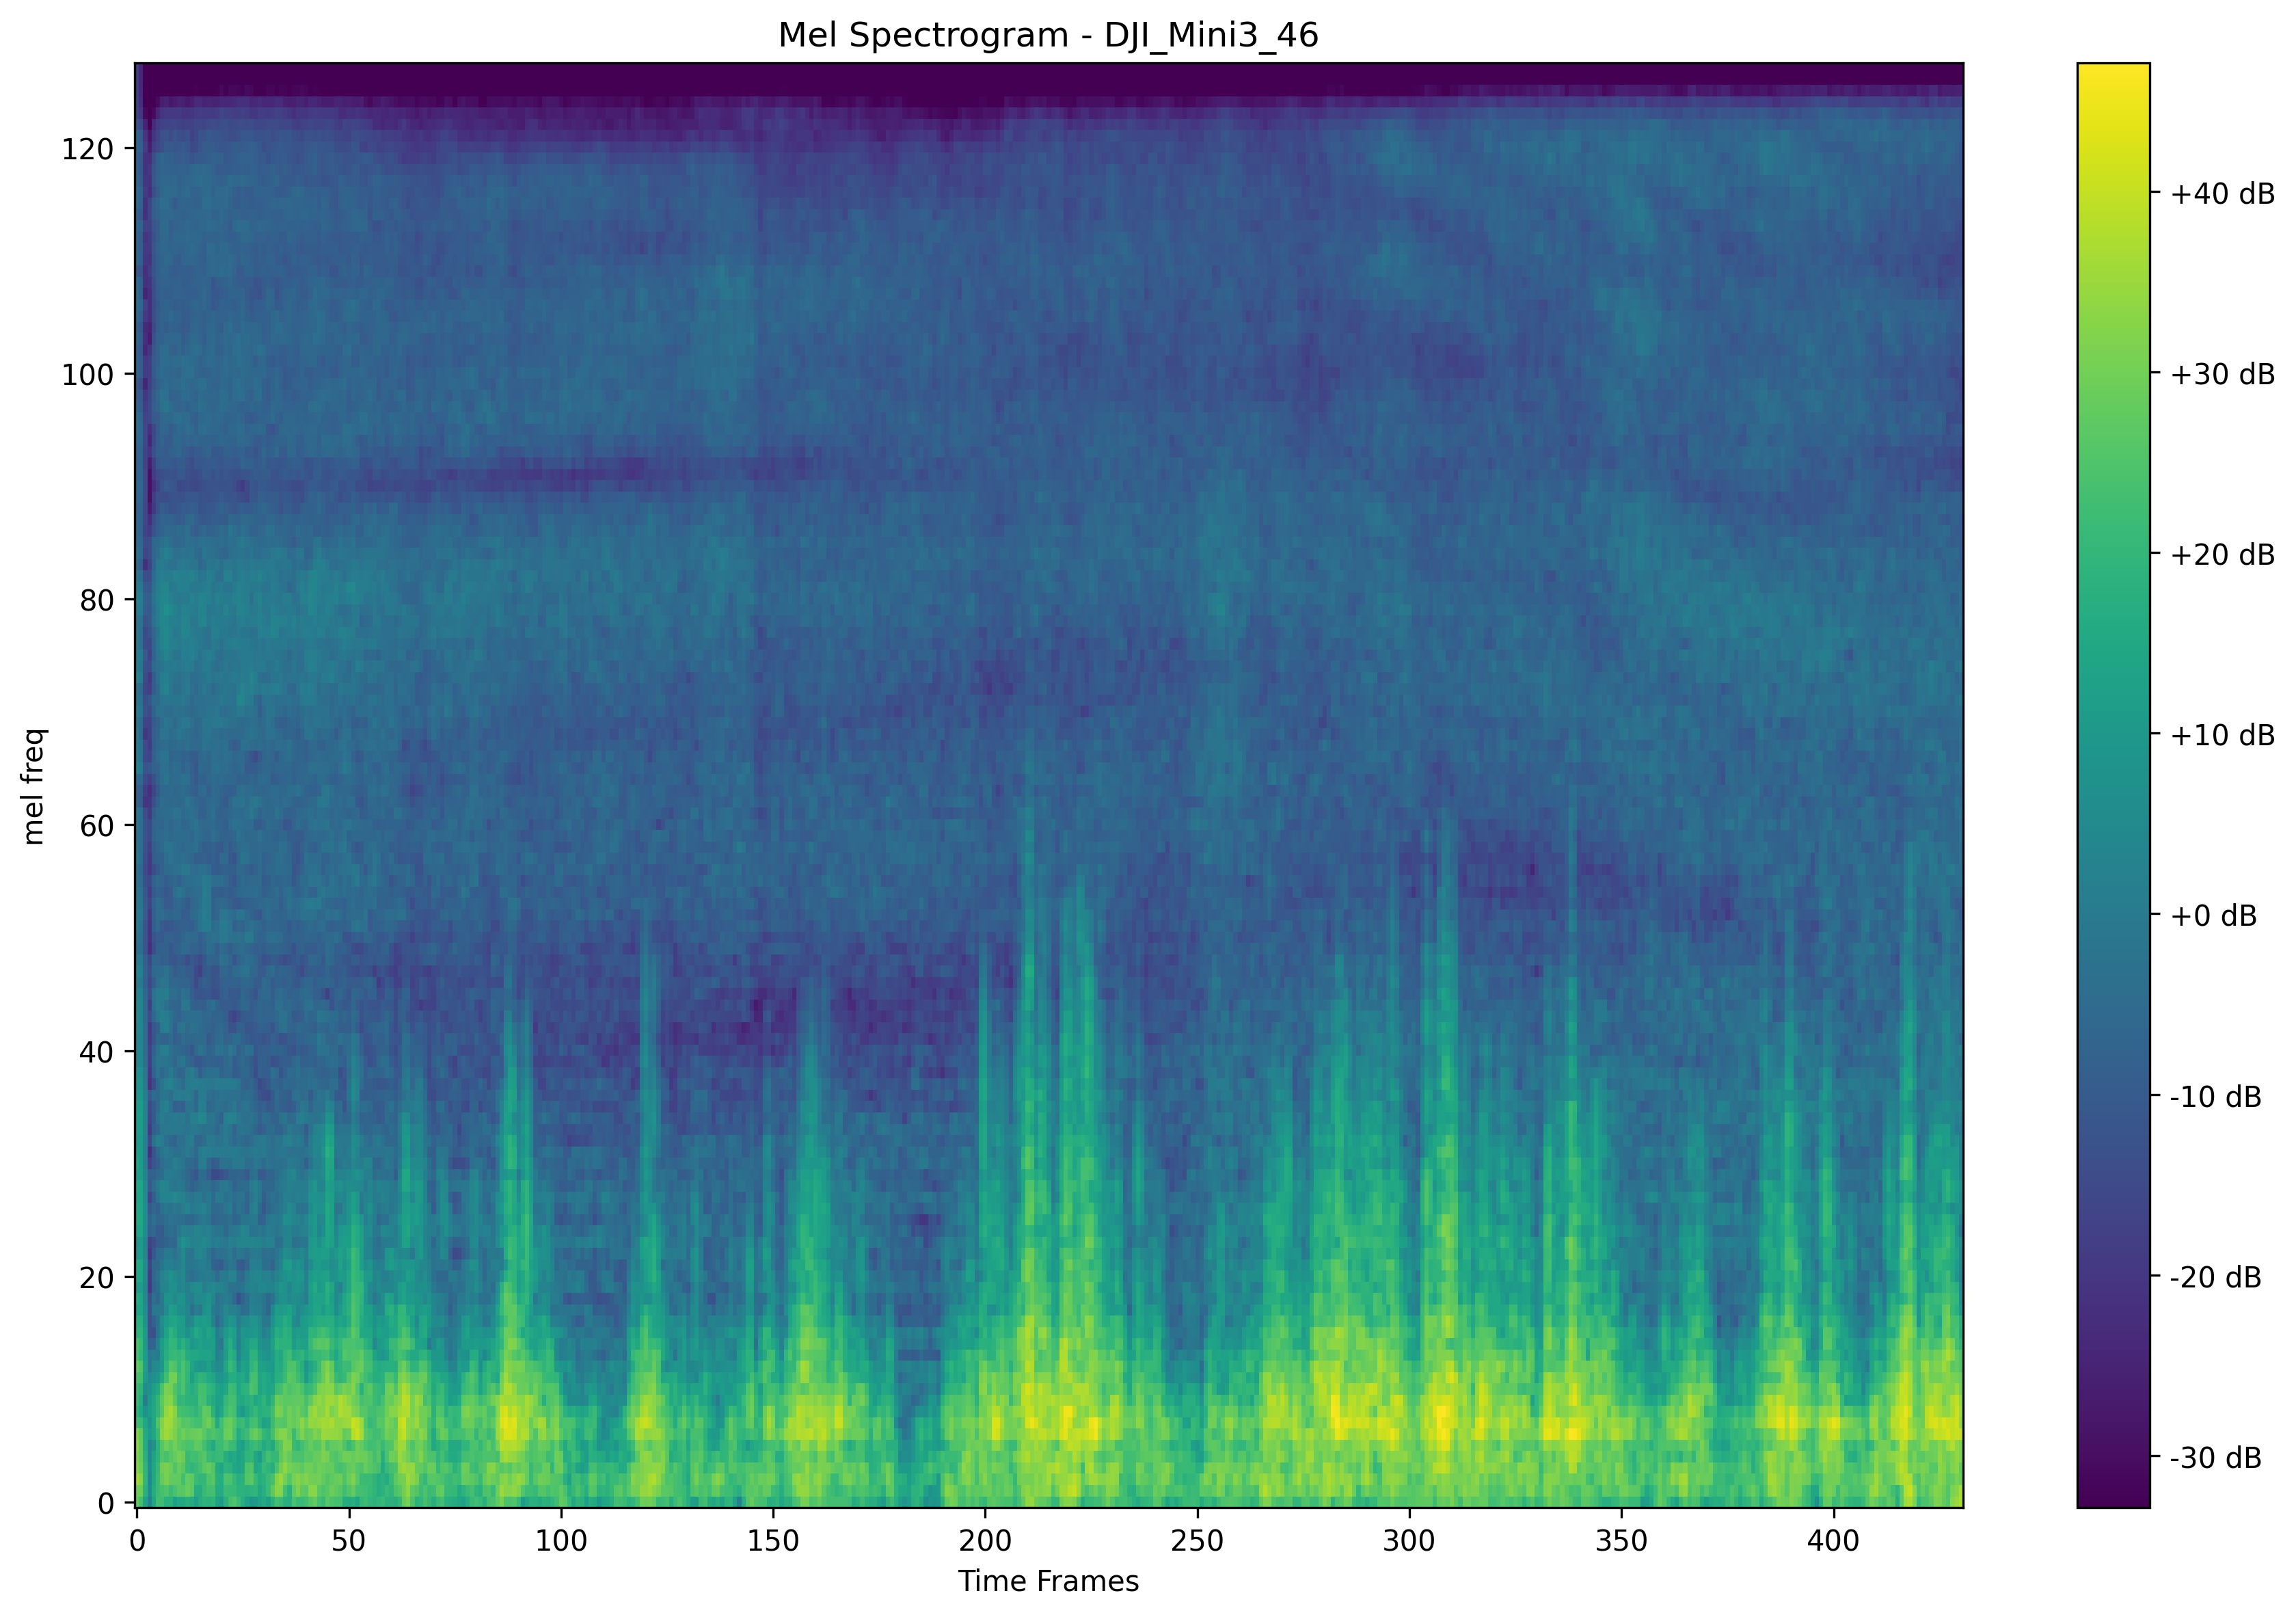 Mel Spectrogram - DJI_Mini3_46
mel freq
120
100
80
60
40
20
0
0 50 100 150 200 250 300 350 400
Time Frames
+40 dB
+30 dB
+20 dB
+10 dB
+0 dB
-10 dB
-20 dB
-30 dB